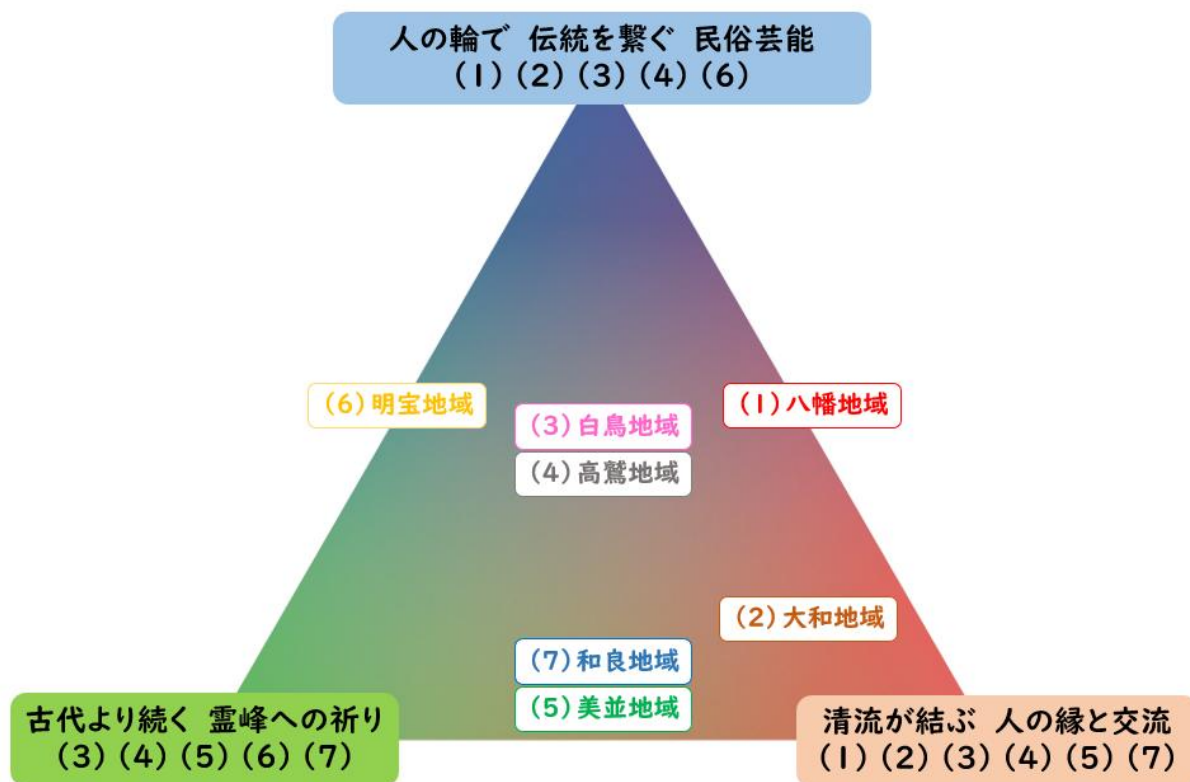 人の輪で 伝統を繋ぐ 民俗芸能
(1)(2)(3)(4)(6)
(6)明宝地域
(1)八幡地域
(3)白鳥地域
(4)高鷲地域
(2)大和地域
(7)和良地域
(5)美並地域
古代より続く 霊峰への祈り
(3)(4)(5)(6)(7)
清流が結ぶ 人の縁と交流
(1)(2)(3)(4)(5)(7)